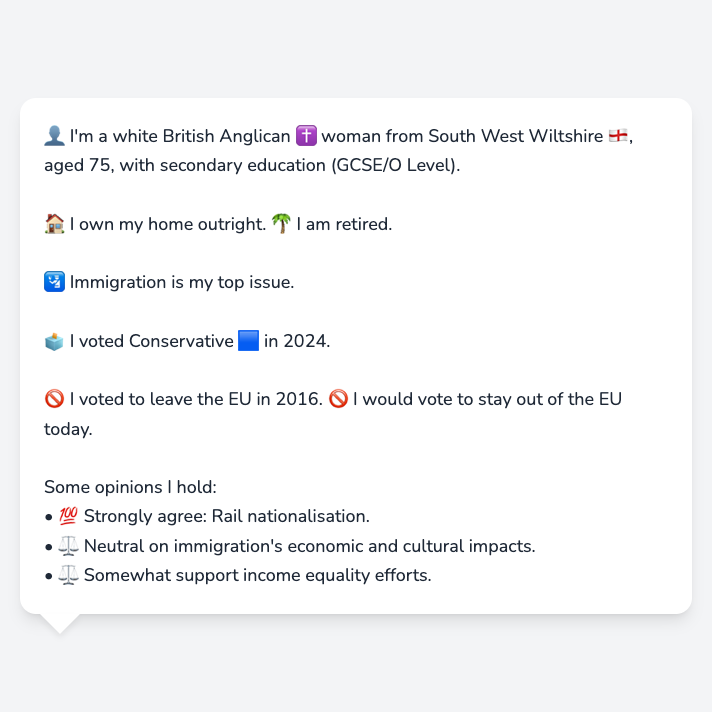 👤 I'm a white British Anglican ✝️ woman from South West Wiltshire 🏴󠁧󠁢󠁥󠁮󠁧󠁿,
aged 75, with secondary education (GCSE/O Level).
🏠 I own my home outright. 🌴 I am retired.
🛂 Immigration is my top issue.
🗳️ I voted Conservative 🟦 in 2024.
🚫 I voted to leave the EU in 2016. 🚫 I would vote to stay out of the EU
today.
Some opinions I hold:
• 💯 Strongly agree: Rail nationalisation.
• ⚖️ Neutral on immigration's economic and cultural impacts.
• ⚖️ Somewhat support income equality efforts.